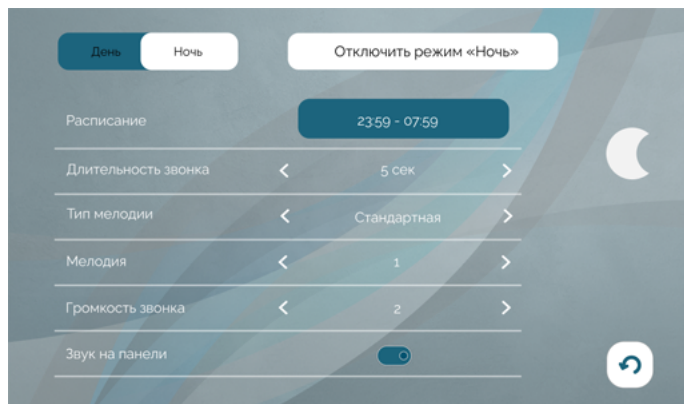 День Ночь Отключить режим «Ночь»
Расписание 23:59 - 07:59
Длительность звонка 5 сек
Тип мелодии Стандартная
Мелодия 1
Громкость звонка 2
Звук на панели